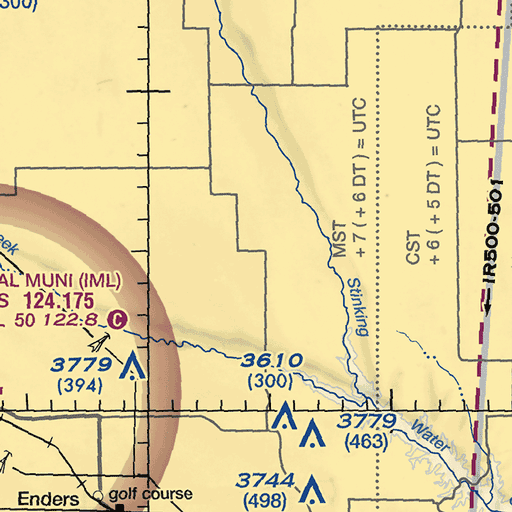 300)
MST
+ 7 ( + 6 DT ) = UTC
CST
+ 6 ( + 5 DT ) = UTC
IR500-501
eek
AL MUNI (IML)
S 124.175
L 50 122.8 C
Stinking
3779
(394)
3610
(300)
3779
(463)
Water
3744
(498)
Enders
golf course